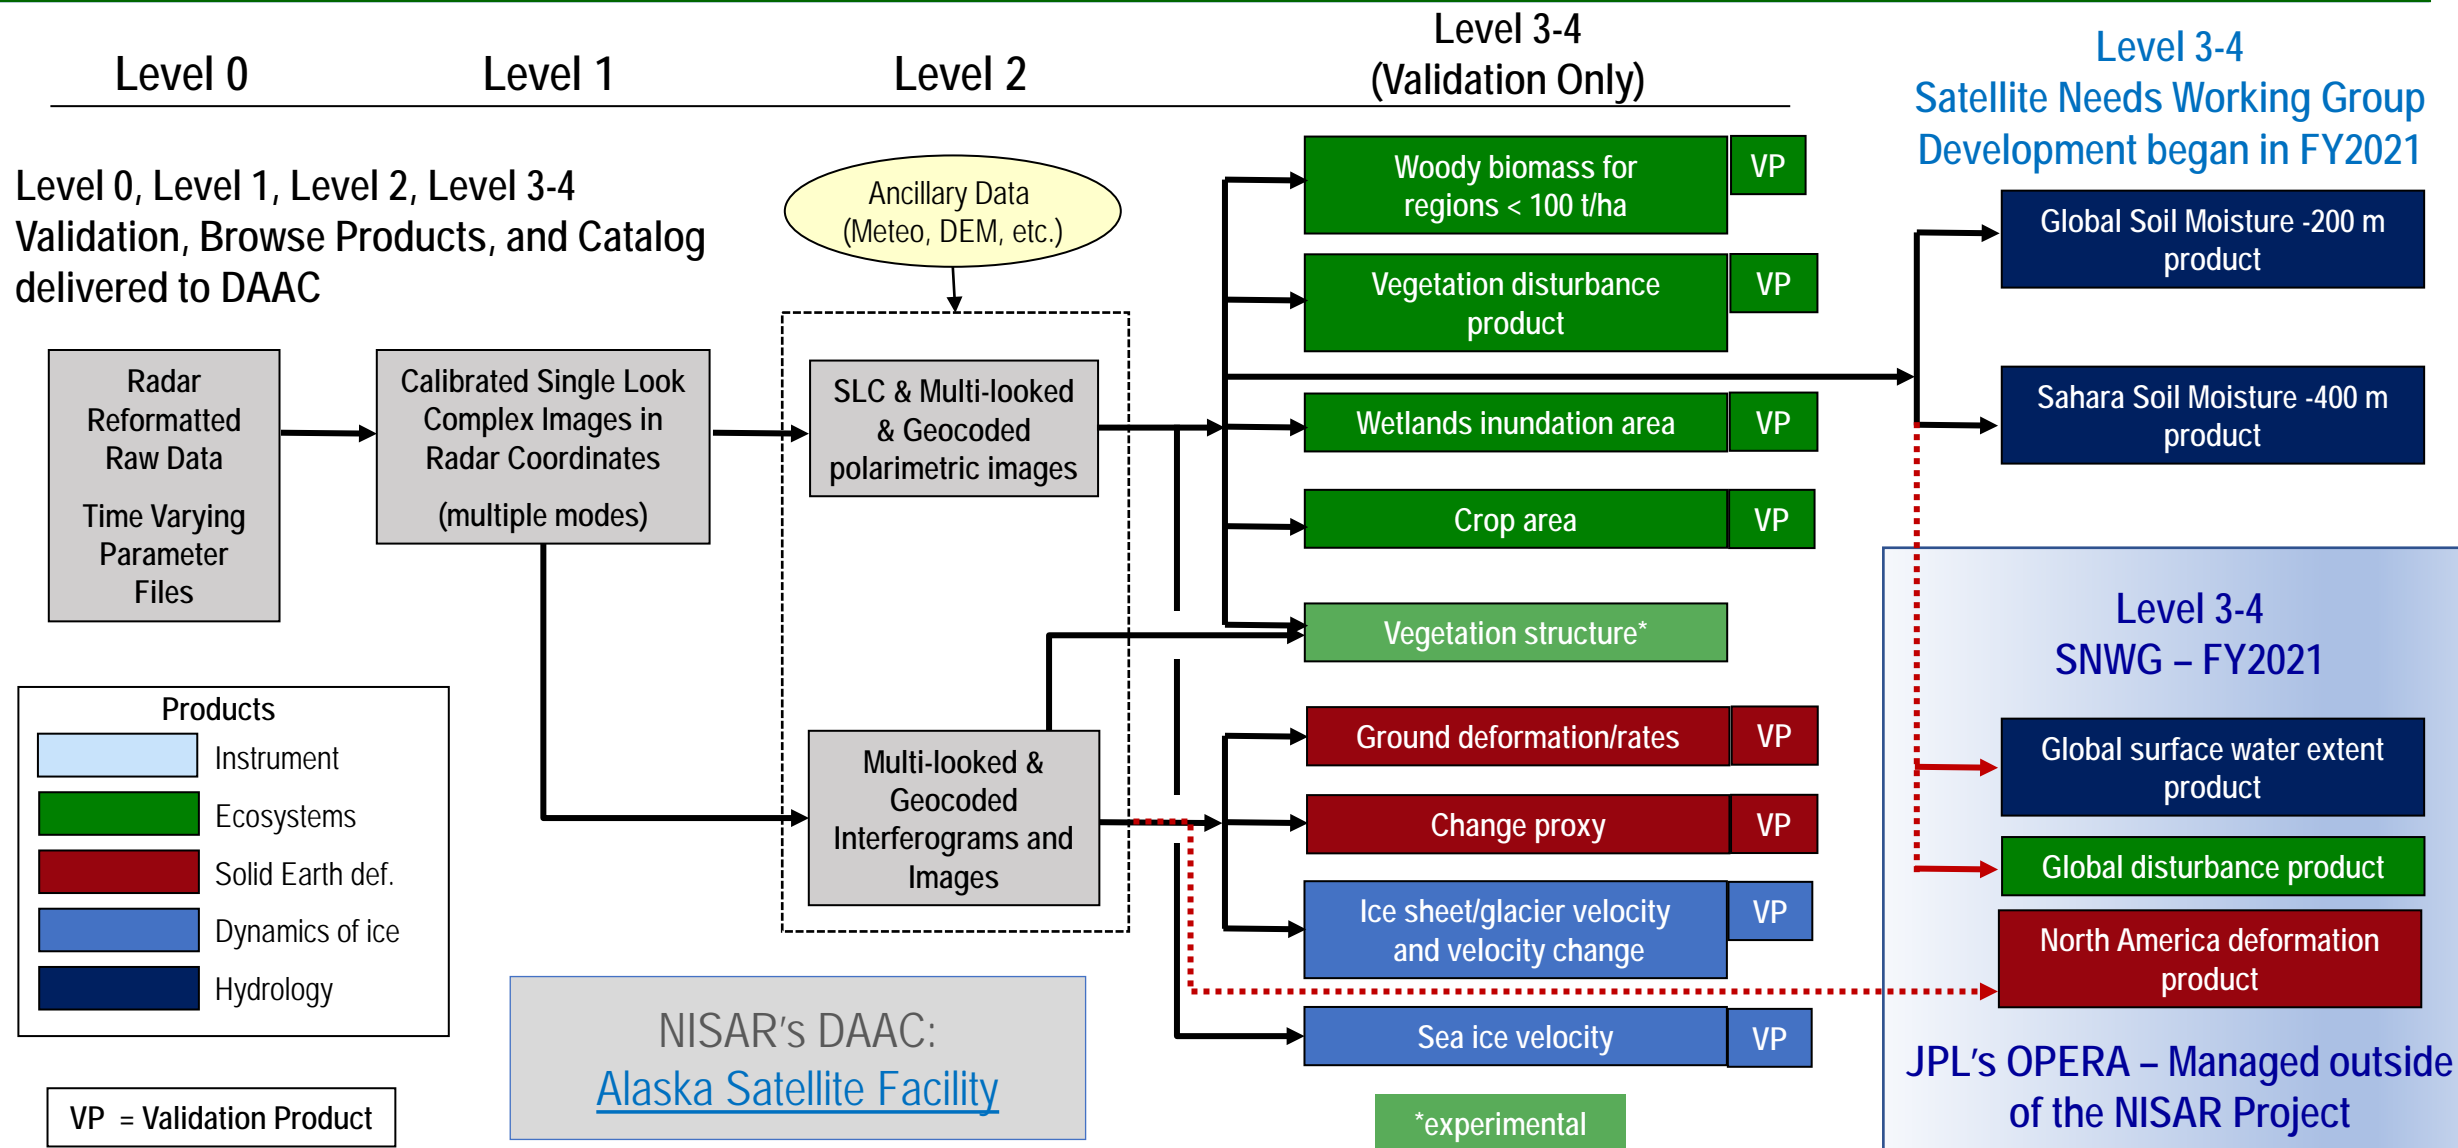 Level 0
Level 1
Level 2
Level 3-4
(Validation Only)
Level 3-4
Satellite Needs Working Group
Development began in FY2021
Level 0, Level 1, Level 2, Level 3-4
Validation, Browse Products, and Catalog
delivered to DAAC
Ancillary Data
(Meteo, DEM, etc.)
Radar
Reformatted
Raw Data
Time Varying
Parameter
Files
Calibrated Single Look
Complex Images in
Radar Coordinates
(multiple modes)
SLC & Multi-looked
& Geocoded
polarimetric images
Multi-looked &
Geocoded
Interferograms and
Images
Woody biomass for
regions < 100 t/ha
VP
Vegetation disturbance
product
VP
Wetlands inundation area
VP
Crop area
VP
Vegetation structure*
Ground deformation/rates
VP
Change proxy
VP
Ice sheet/glacier velocity
and velocity change
VP
Sea ice velocity
VP
*experimental
Global Soil Moisture -200 m
product
Sahara Soil Moisture -400 m
product
Level 3-4
SNWG – FY2021
Global surface water extent
product
Global disturbance product
North America deformation
product
JPL's OPERA – Managed outside
of the NISAR Project
Products
Instrument
Ecosystems
Solid Earth def.
Dynamics of ice
Hydrology
VP = Validation Product
NISAR's DAAC:
Alaska Satellite Facility